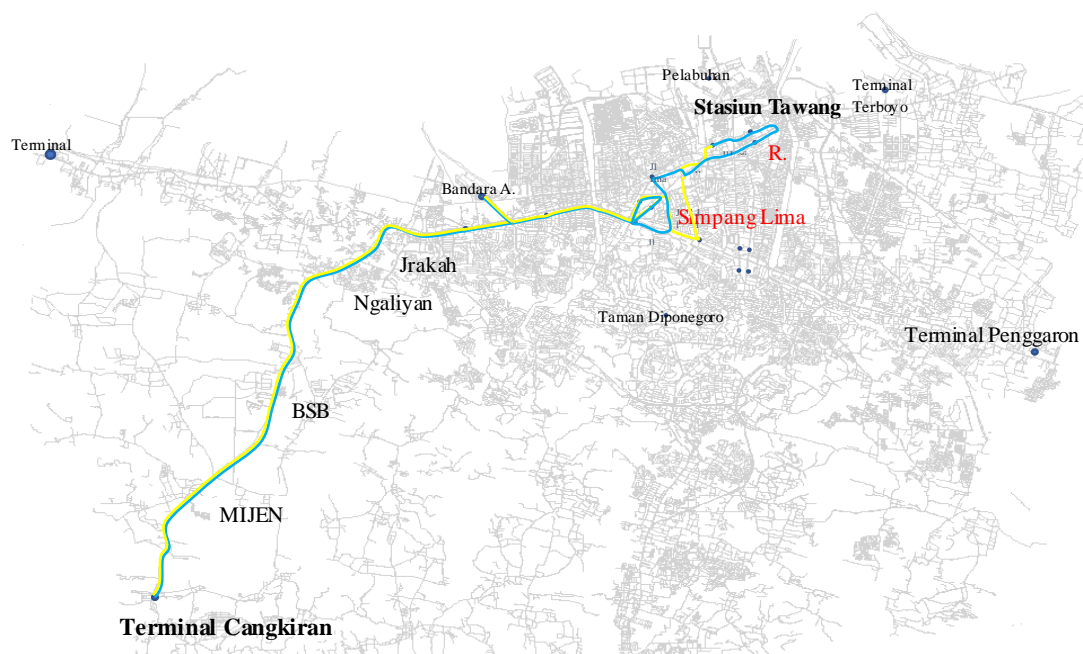 Pelabuhan
Terminal
Terboyo
Stasiun Tawang
Terminal
R.
Bandara A.
Simpang Lima
Jrakah
Ngaliyan
Taman Diponegoro
Terminal Penggaron
BSB
MIJEN
Terminal Cangkiran